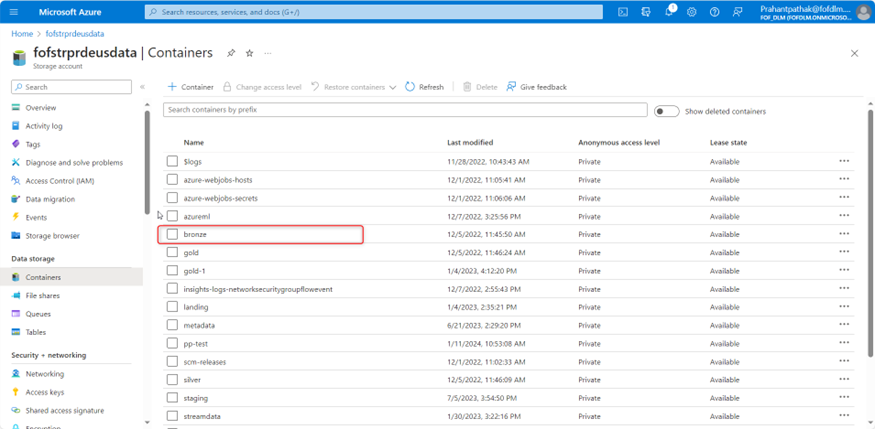 Microsoft Azure
Search resources, services, and docs (G+/)
1
Prahantpathak@fofdlm....
FOF_DLM (FOFDLM.ONMICROSO...
Home > fofstrprdeusdata
fofstrprdeusdata | Containers ...
Storage account
Search
Container Change access level Restore containers Refresh Delete Give feedback
Search containers by prefix
Show deleted containers
Overview
Activity log
Tags
Diagnose and solve problems
Access Control (IAM)
Data migration
Events
Storage browser
Data storage
Containers
File shares
Queues
Tables
Security + networking
Networking
Access keys
Shared access signature
Encryption
Name Last modified Anonymous access level Lease state
$logs 11/28/2022, 10:43:43 AM Private Available ...
azure-webjobs-hosts 12/1/2022, 11:05:41 AM Private Available ...
azure-webjobs-secrets 12/1/2022, 11:06:06 AM Private Available ...
azureml 12/7/2022, 3:25:56 PM Private Available ...
bronze 12/5/2022, 11:45:50 AM Private Available ...
gold 12/5/2022, 11:46:24 AM Private Available ...
gold-1 1/4/2023, 4:12:20 PM Private Available ...
insights-logs-networksecuritygroupflowevent 12/7/2022, 2:55:43 PM Private Available ...
landing 1/4/2023, 2:35:21 PM Private Available ...
metadata 6/21/2023, 2:29:20 PM Private Available ...
pp-test 1/11/2024, 10:53:08 AM Private Available ...
scm-releases 12/1/2022, 11:02:33 AM Private Available ...
silver 12/5/2022, 11:46:09 AM Private Available ...
staging 7/5/2023, 3:54:50 PM Private Available ...
streamdata 1/30/2023, 3:22:16 PM Private Available ...